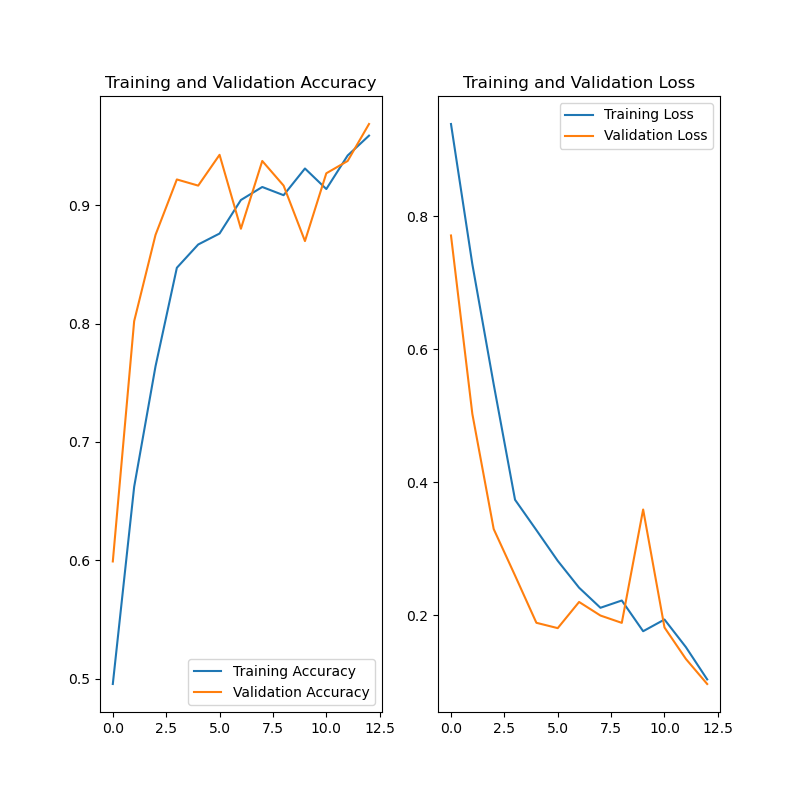 Training and Validation Accuracy
0.9
0.8
0.7
0.6
0.5
0.0 2.5 5.0 7.5 10.0 12.5
Training Accuracy
Validation Accuracy
Training and Validation Loss
Training Loss
Validation Loss
0.8
0.6
0.4
0.2
0.0 2.5 5.0 7.5 10.0 12.5